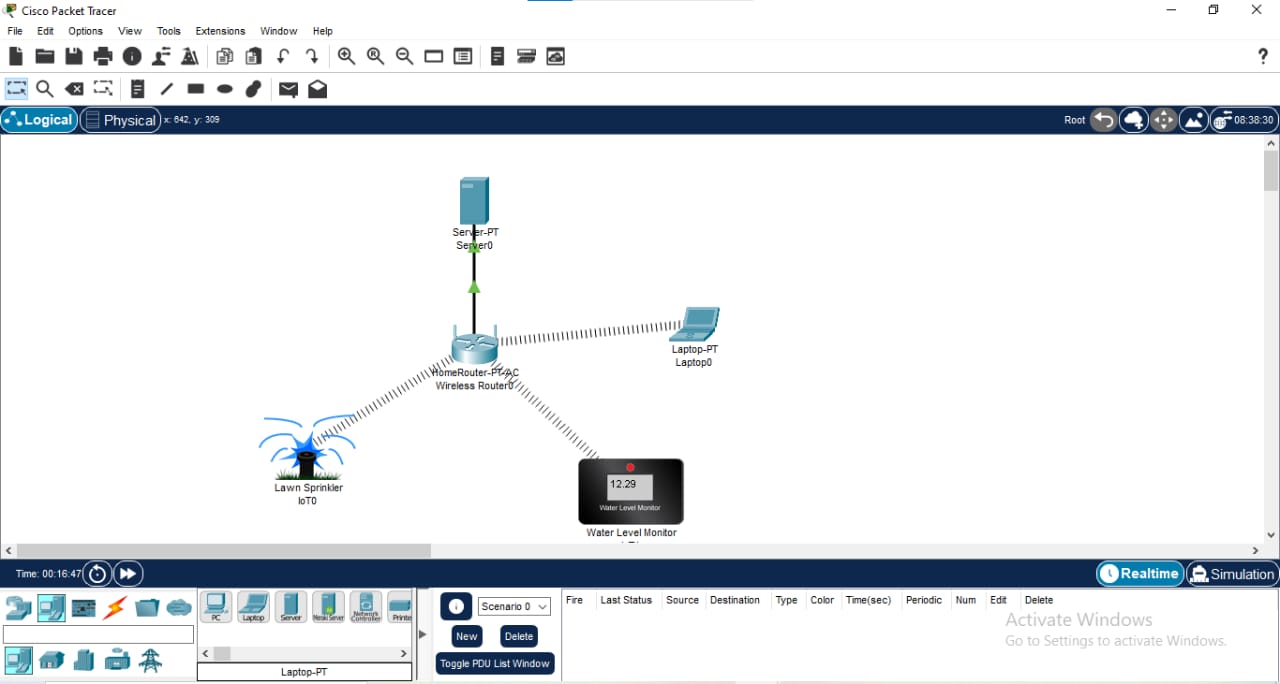 Cisco Packet Tracer
File Edit Options View Tools Extensions Window Help
?
Logical Physical x: 642, y: 309 Root 08:38:30
Server-PT
Server0
Laptop-PT
Laptop0
HomeRouter-PT-AC
Wireless Router0
Lawn Sprinkler
IoT0
12.29
Water Level Monitor
Water Level Monitor
Time: 00:16:47 Realtime Simulation
PC Laptop Server Meraki Server Network Controller Printe
Laptop-PT
Scenario 0
New Delete
Toggle PDU List Window
Fire Last Status Source Destination Type Color Time(sec) Periodic Num Edit Delete
Activate Windows
Go to Settings to activate Windows.